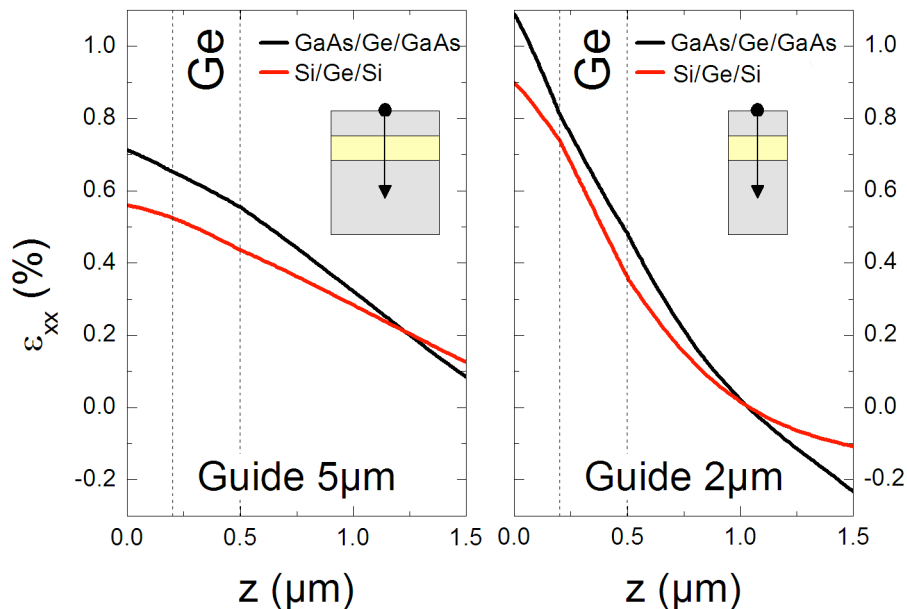 ε_xx (%)
1.0
0.8
0.6
0.4
0.2
0.0
-0.2
Ge
GaAs/Ge/GaAs
Si/Ge/Si
Guide 5µm
0.0 0.5 1.0 1.5
z (µm)
Ge
GaAs/Ge/GaAs
Si/Ge/Si
Guide 2µm
1.0
0.8
0.6
0.4
0.2
0.0
-0.2
0.0 0.5 1.0 1.5
z (µm)